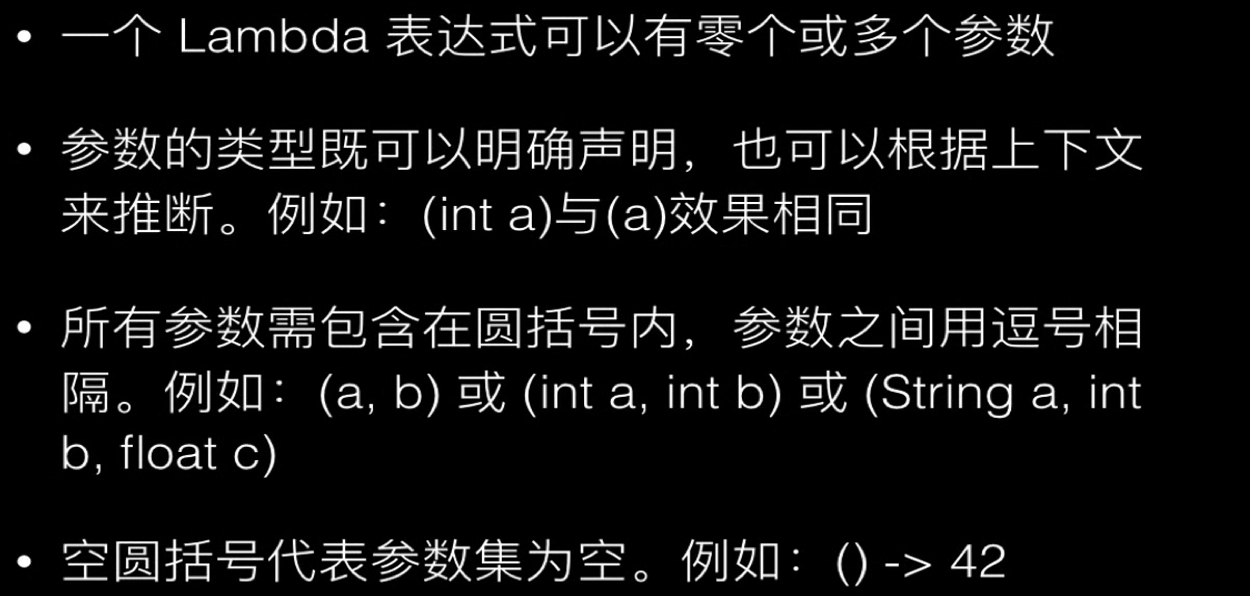 • 一个 Lambda 表达式可以有零个或多个参数
• 参数的类型既可以明确声明，也可以根据上下文
来推断。例如：(int a)与(a)效果相同
• 所有参数需包含在圆括号内，参数之间用逗号相
隔。例如：(a, b) 或 (int a, int b) 或 (String a, int
b, float c)
• 空圆括号代表参数集为空。例如：() -> 42